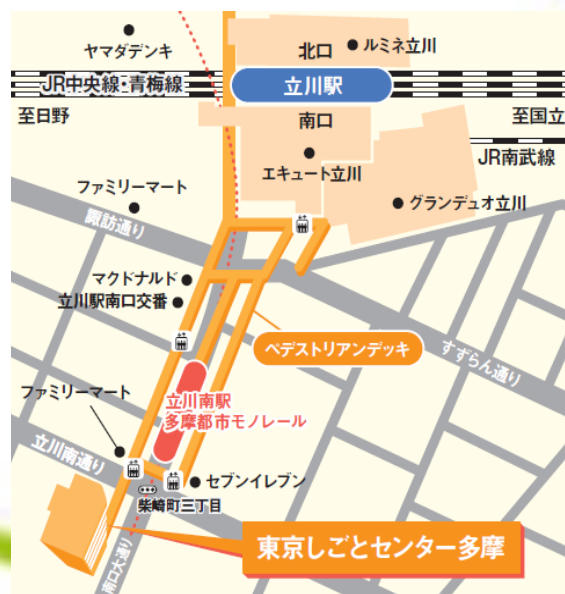 ヤマダデンキ
北口
ルミネ立川
JR中央線・青梅線
立川駅
至日野
南口
至国立
JR南武線
エキュート立川
ファミリーマート
グランデュオ立川
諏訪通り
マクドナルド
立川駅南口交番
ペデストリアンデッキ
すずらん通り
ファミリーマート
立川南駅
多摩都市モノレール
立川南通り
セブンイレブン
柴崎町三丁目
東京しごとセンター多摩
南口大通り